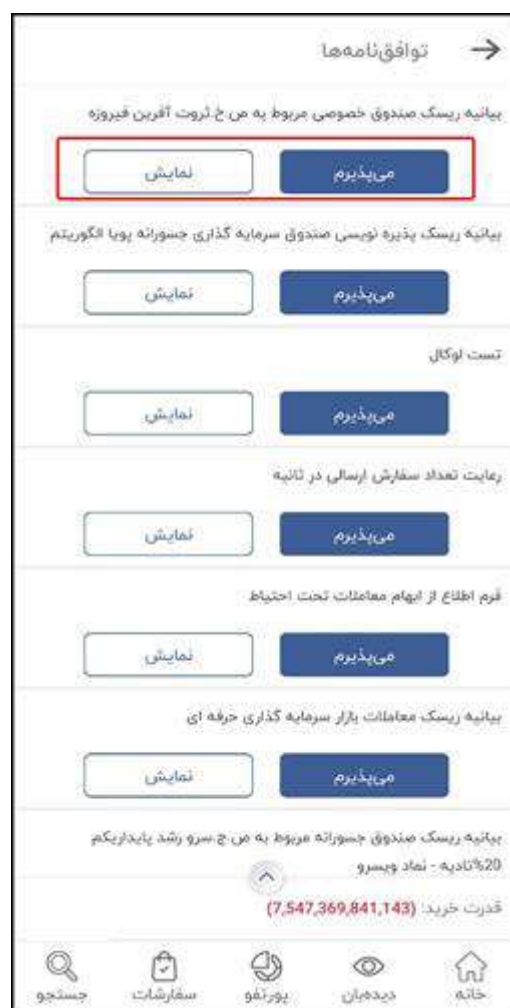 توافق‌نامه‌ها
بیانیه ریسک صندوق خصوصی مربوط به ص.خ.ثروت آفرین فیروزه
می‌پذیرم نمایش
بیانیه ریسک پذیره نویسی صندوق سرمایه گذاری جسورانه پویا الگوریتم
می‌پذیرم نمایش
تست لوکال
می‌پذیرم نمایش
رعایت تعداد سفارش ارسالی در ثانیه
می‌پذیرم نمایش
فرم اطلاع از ابهام معاملات تحت احتیاط
می‌پذیرم نمایش
بیانیه ریسک معاملات بازار سرمایه گذاری حرفه ای
می‌پذیرم نمایش
بیانیه ریسک صندوق جسورانه مربوط به ص.ج.سرو رشد پایداریکم
20%تادیه - نماد وبسرو
قدرت خرید: (7,547,369,841,143)
خانه دیده‌بان پورتفو سفارشات جستجو